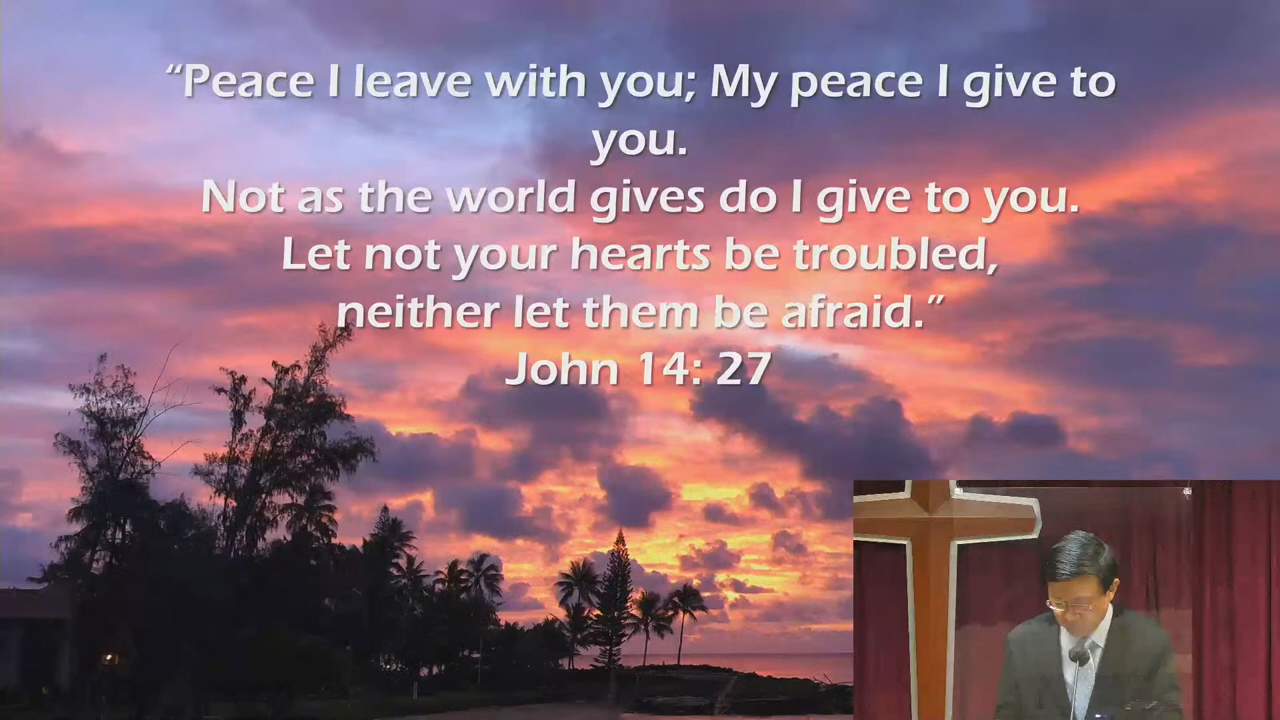 “Peace I leave with you; My peace I give to
you.
Not as the world gives do I give to you.
Let not your hearts be troubled,
neither let them be afraid.”
John 14: 27